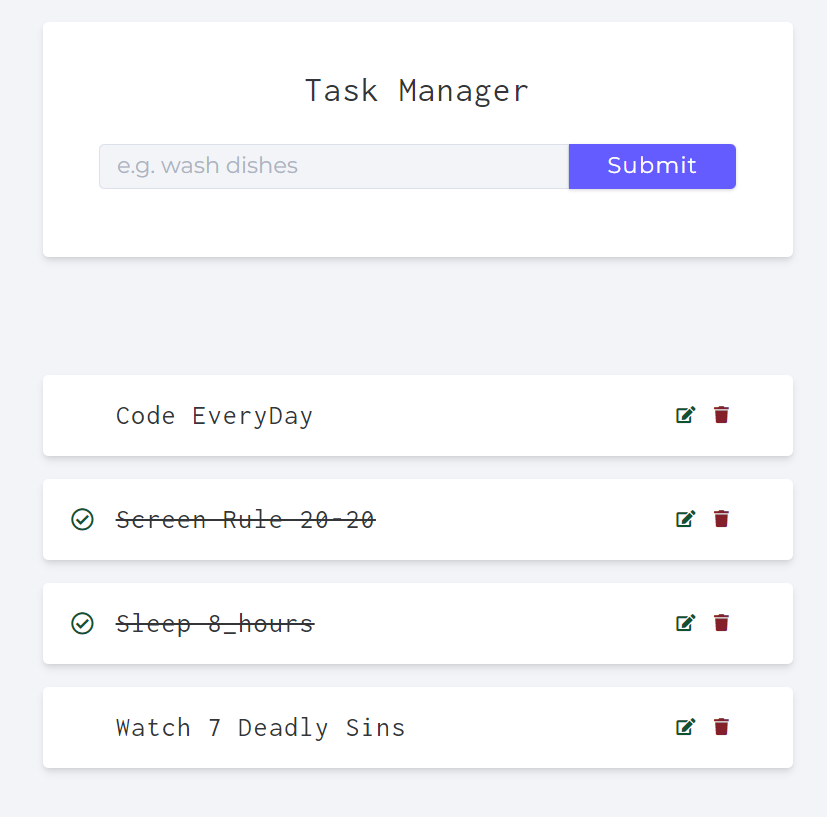 Task Manager
e.g. wash dishes
Submit
Code EveryDay
Screen Rule 20-20
Sleep 8_hours
Watch 7 Deadly Sins